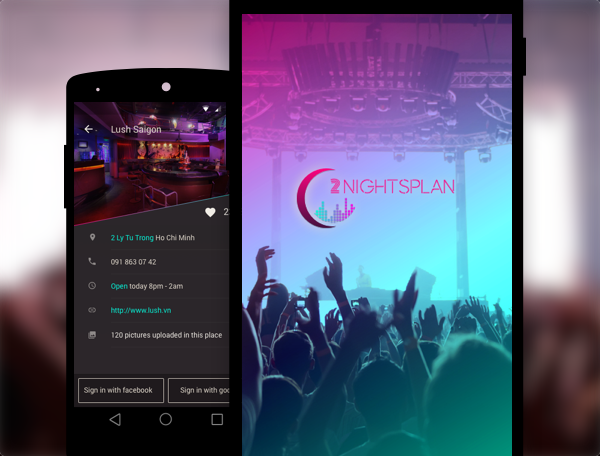 Lush Saigon
2
2 Ly Tu Trong Ho Chi Minh
091 863 07 42
Open today 8pm - 2am
http://www.lush.vn
120 pictures uploaded in this place
Sign in with facebook
Sign in with goo
2NIGHTSPLAN